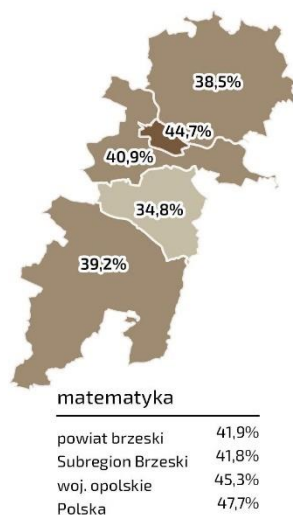 38,5%
44,7%
40,9%
34,8%
39,2%
matematyka
powiat brzeski 41,9%
Subregion Brzeski 41,8%
woj. opolskie 45,3%
Polska 47,7%